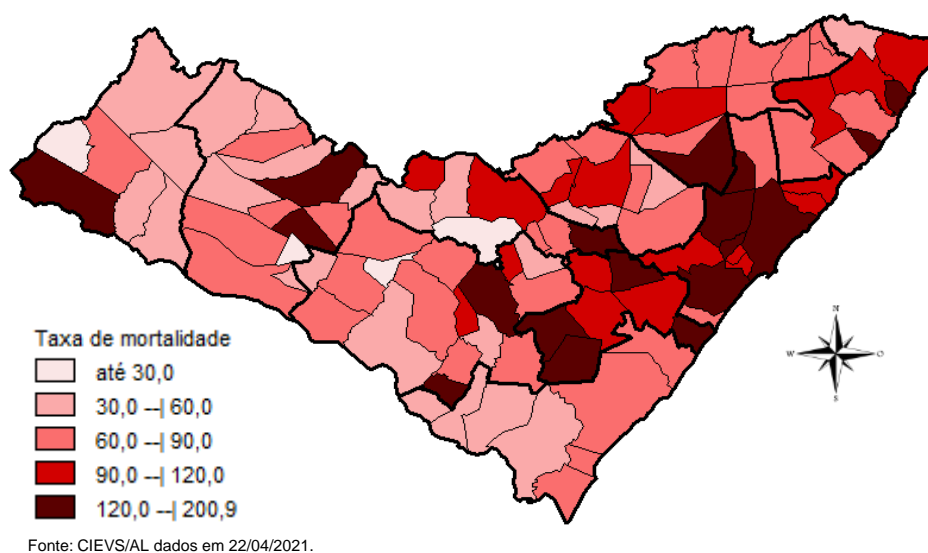 N
W
O
S
Taxa de mortalidade
até 30,0
30,0 --| 60,0
60,0 --| 90,0
90,0 --| 120,0
120,0 --| 200,9
Fonte: CIEVS/AL dados em 22/04/2021.